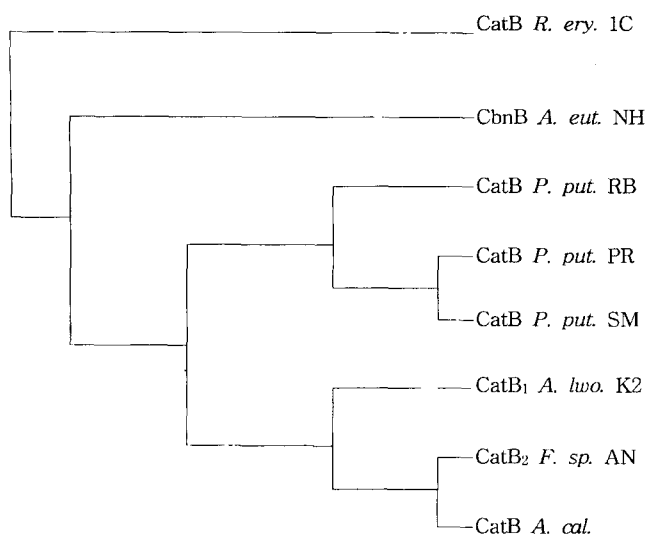 CatB R. ery. 1C
CbnB A. eut. NH
CatB P. put. RB
CatB P. put. PR
CatB P. put. SM
CatB₁ A. lwo. K2
CatB₂ F. sp. AN
CatB A. cal.